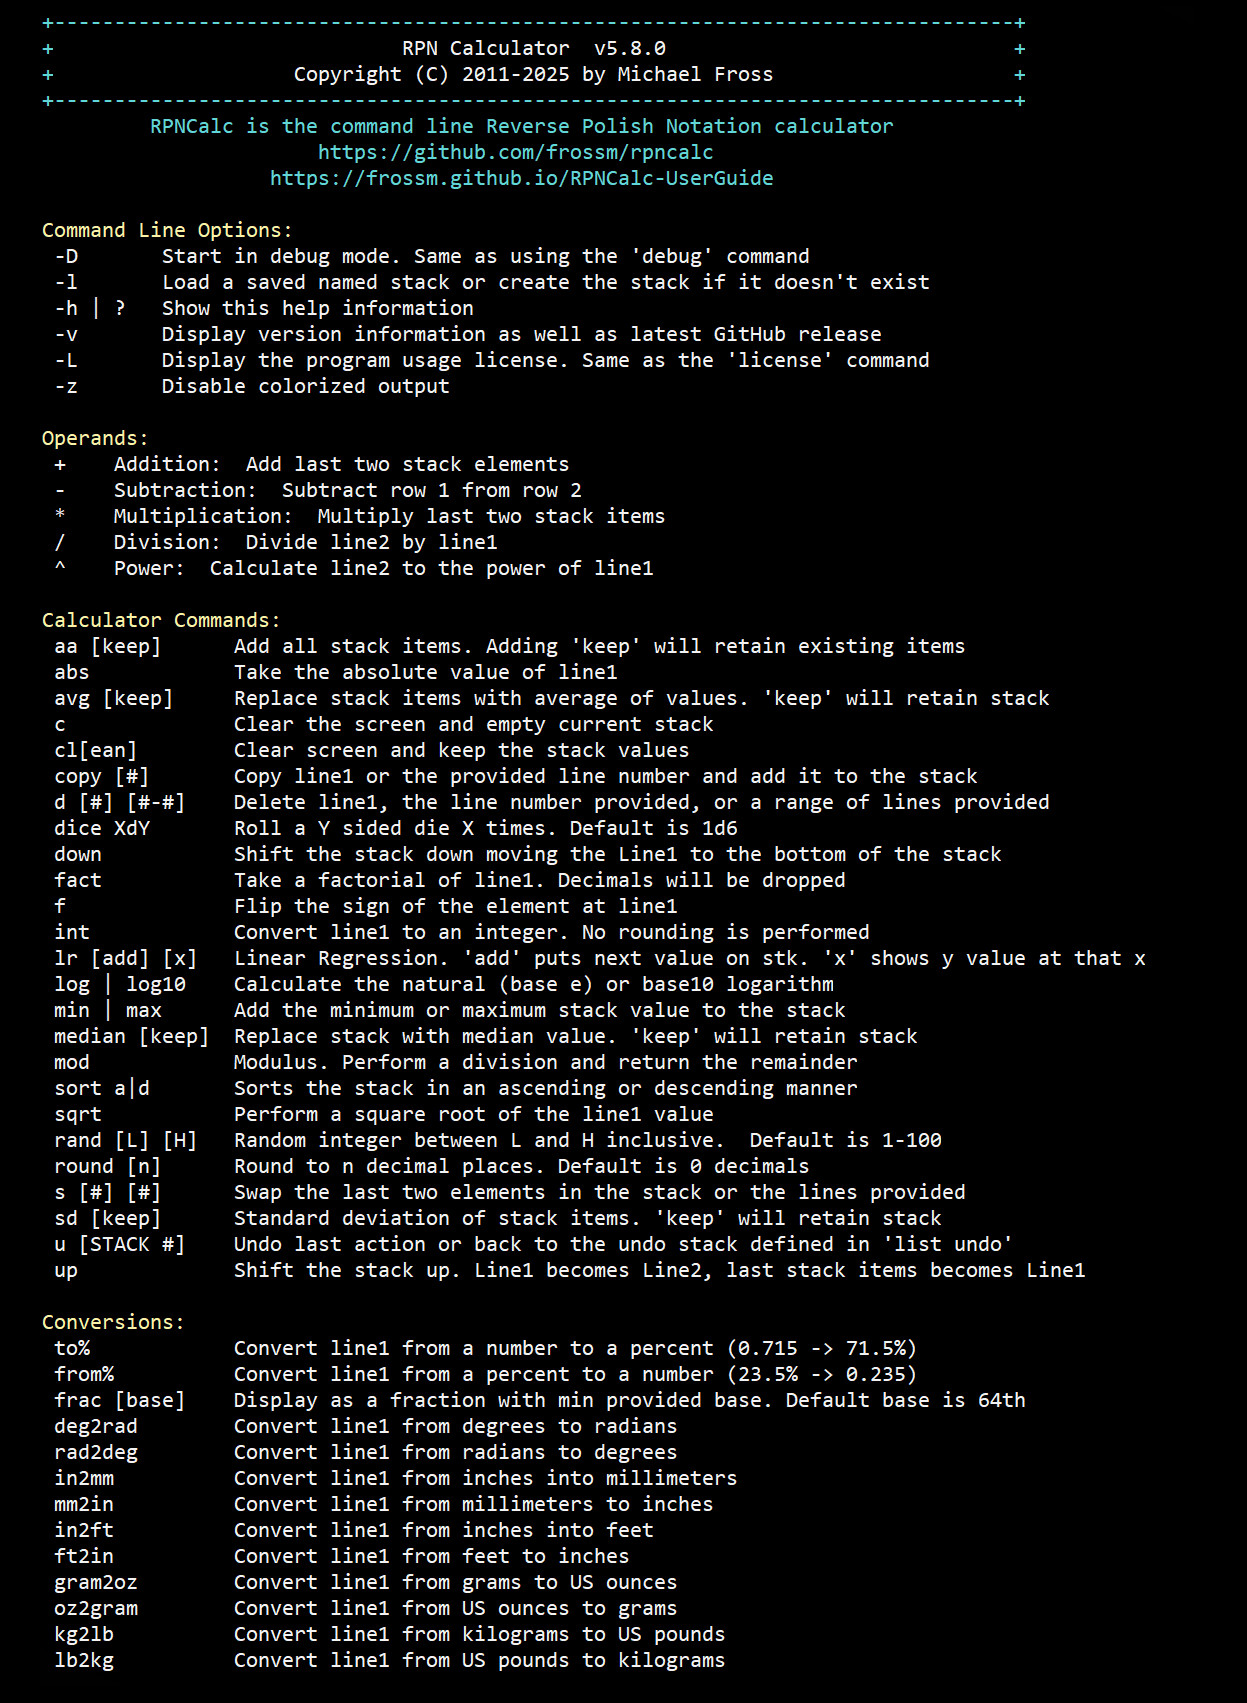 +--------------------------------------------------------------------------------+
+                             RPN Calculator  v5.8.0                             +
+                    Copyright (C) 2011-2025 by Michael Fross                    +
+--------------------------------------------------------------------------------+
RPNCalc is the command line Reverse Polish Notation calculator
https://github.com/frossm/rpncalc
https://frossm.github.io/RPNCalc-UserGuide
Command Line Options:
-D       Start in debug mode. Same as using the 'debug' command
-l       Load a saved named stack or create the stack if it doesn't exist
-h | ?   Show this help information
-v       Display version information as well as latest GitHub release
-L       Display the program usage license. Same as the 'license' command
-z       Disable colorized output
Operands:
+    Addition:  Add last two stack elements
-    Subtraction:  Subtract row 1 from row 2
*    Multiplication:  Multiply last two stack items
/    Division:  Divide line2 by line1
^    Power:  Calculate line2 to the power of line1
Calculator Commands:
aa [keep]      Add all stack items. Adding 'keep' will retain existing items
abs            Take the absolute value of line1
avg [keep]     Replace stack items with average of values. 'keep' will retain stack
c              Clear the screen and empty current stack
cl[ean]        Clear screen and keep the stack values
copy [#]       Copy line1 or the provided line number and add it to the stack
d [#] [#-#]    Delete line1, the line number provided, or a range of lines provided
dice XdY       Roll a Y sided die X times. Default is 1d6
down           Shift the stack down moving the Line1 to the bottom of the stack
fact           Take a factorial of line1. Decimals will be dropped
f              Flip the sign of the element at line1
int            Convert line1 to an integer. No rounding is performed
lr [add] [x]   Linear Regression. 'add' puts next value on stk. 'x' shows y value at that x
log | log10    Calculate the natural (base e) or base10 logarithm
min | max      Add the minimum or maximum stack value to the stack
median [keep]  Replace stack with median value. 'keep' will retain stack
mod            Modulus. Perform a division and return the remainder
sort a|d       Sorts the stack in an ascending or descending manner
sqrt           Perform a square root of the line1 value
rand [L] [H]   Random integer between L and H inclusive.  Default is 1-100
round [n]      Round to n decimal places. Default is 0 decimals
s [#] [#]      Swap the last two elements in the stack or the lines provided
sd [keep]      Standard deviation of stack items. 'keep' will retain stack
u [STACK #]    Undo last action or back to the undo stack defined in 'list undo'
up             Shift the stack up. Line1 becomes Line2, last stack items becomes Line1
Conversions:
to%            Convert line1 from a number to a percent (0.715 -> 71.5%)
from%          Convert line1 from a percent to a number (23.5% -> 0.235)
frac [base]    Display as a fraction with min provided base. Default base is 64th
deg2rad        Convert line1 from degrees to radians
rad2deg        Convert line1 from radians to degrees
in2mm          Convert line1 from inches into millimeters
mm2in          Convert line1 from millimeters to inches
in2ft          Convert line1 from inches into feet
ft2in          Convert line1 from feet to inches
gram2oz        Convert line1 from grams to US ounces
oz2gram        Convert line1 from US ounces to grams
kg2lb          Convert line1 from kilograms to US pounds
lb2kg          Convert line1 from US pounds to kilograms